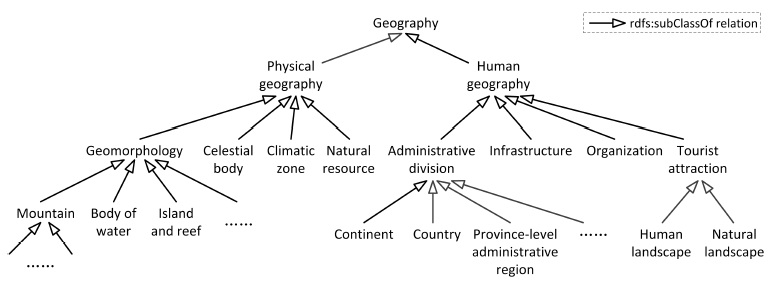 Geography
rdfs:subClassOf relation
Physical
geography
Human
geography
Geomorphology
Celestial
body
Climatic
zone
Natural
resource
Administrative
division
Infrastructure
Organization
Tourist
attraction
Mountain
Body of
water
Island
and reef
......
Continent
Country
Province-level
administrative
region
......
Human
landscape
Natural
landscape
......